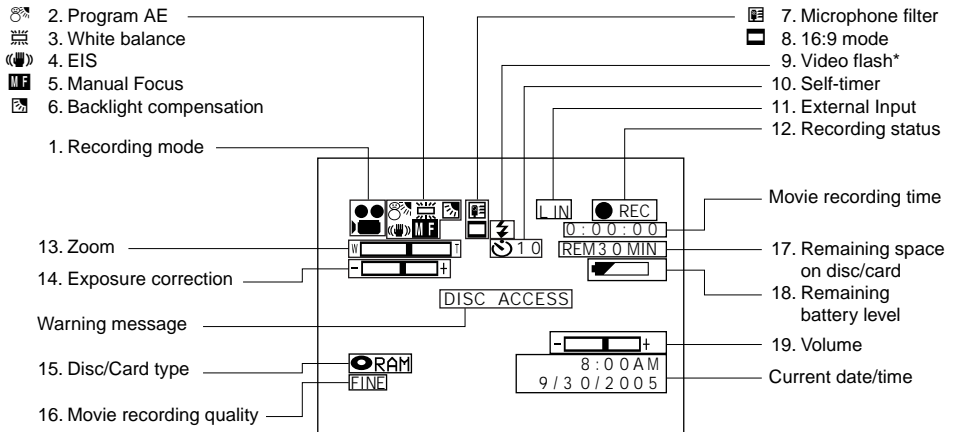 2. Program AE
3. White balance
4. EIS
MF 5. Manual Focus
6. Backlight compensation
1. Recording mode
13. Zoom
14. Exposure correction
Warning message
15. Disc/Card type
16. Movie recording quality
7. Microphone filter
8. 16:9 mode
9. Video flash*
10. Self-timer
11. External Input
12. Recording status
Movie recording time
17. Remaining space
on disc/card
18. Remaining
battery level
19. Volume
Current date/time
MF
L IN
REC
0:00:00
W T
10
REM30MIN
- +
DISC ACCESS
- +
RAM
FINE
8:00AM
9/30/2005